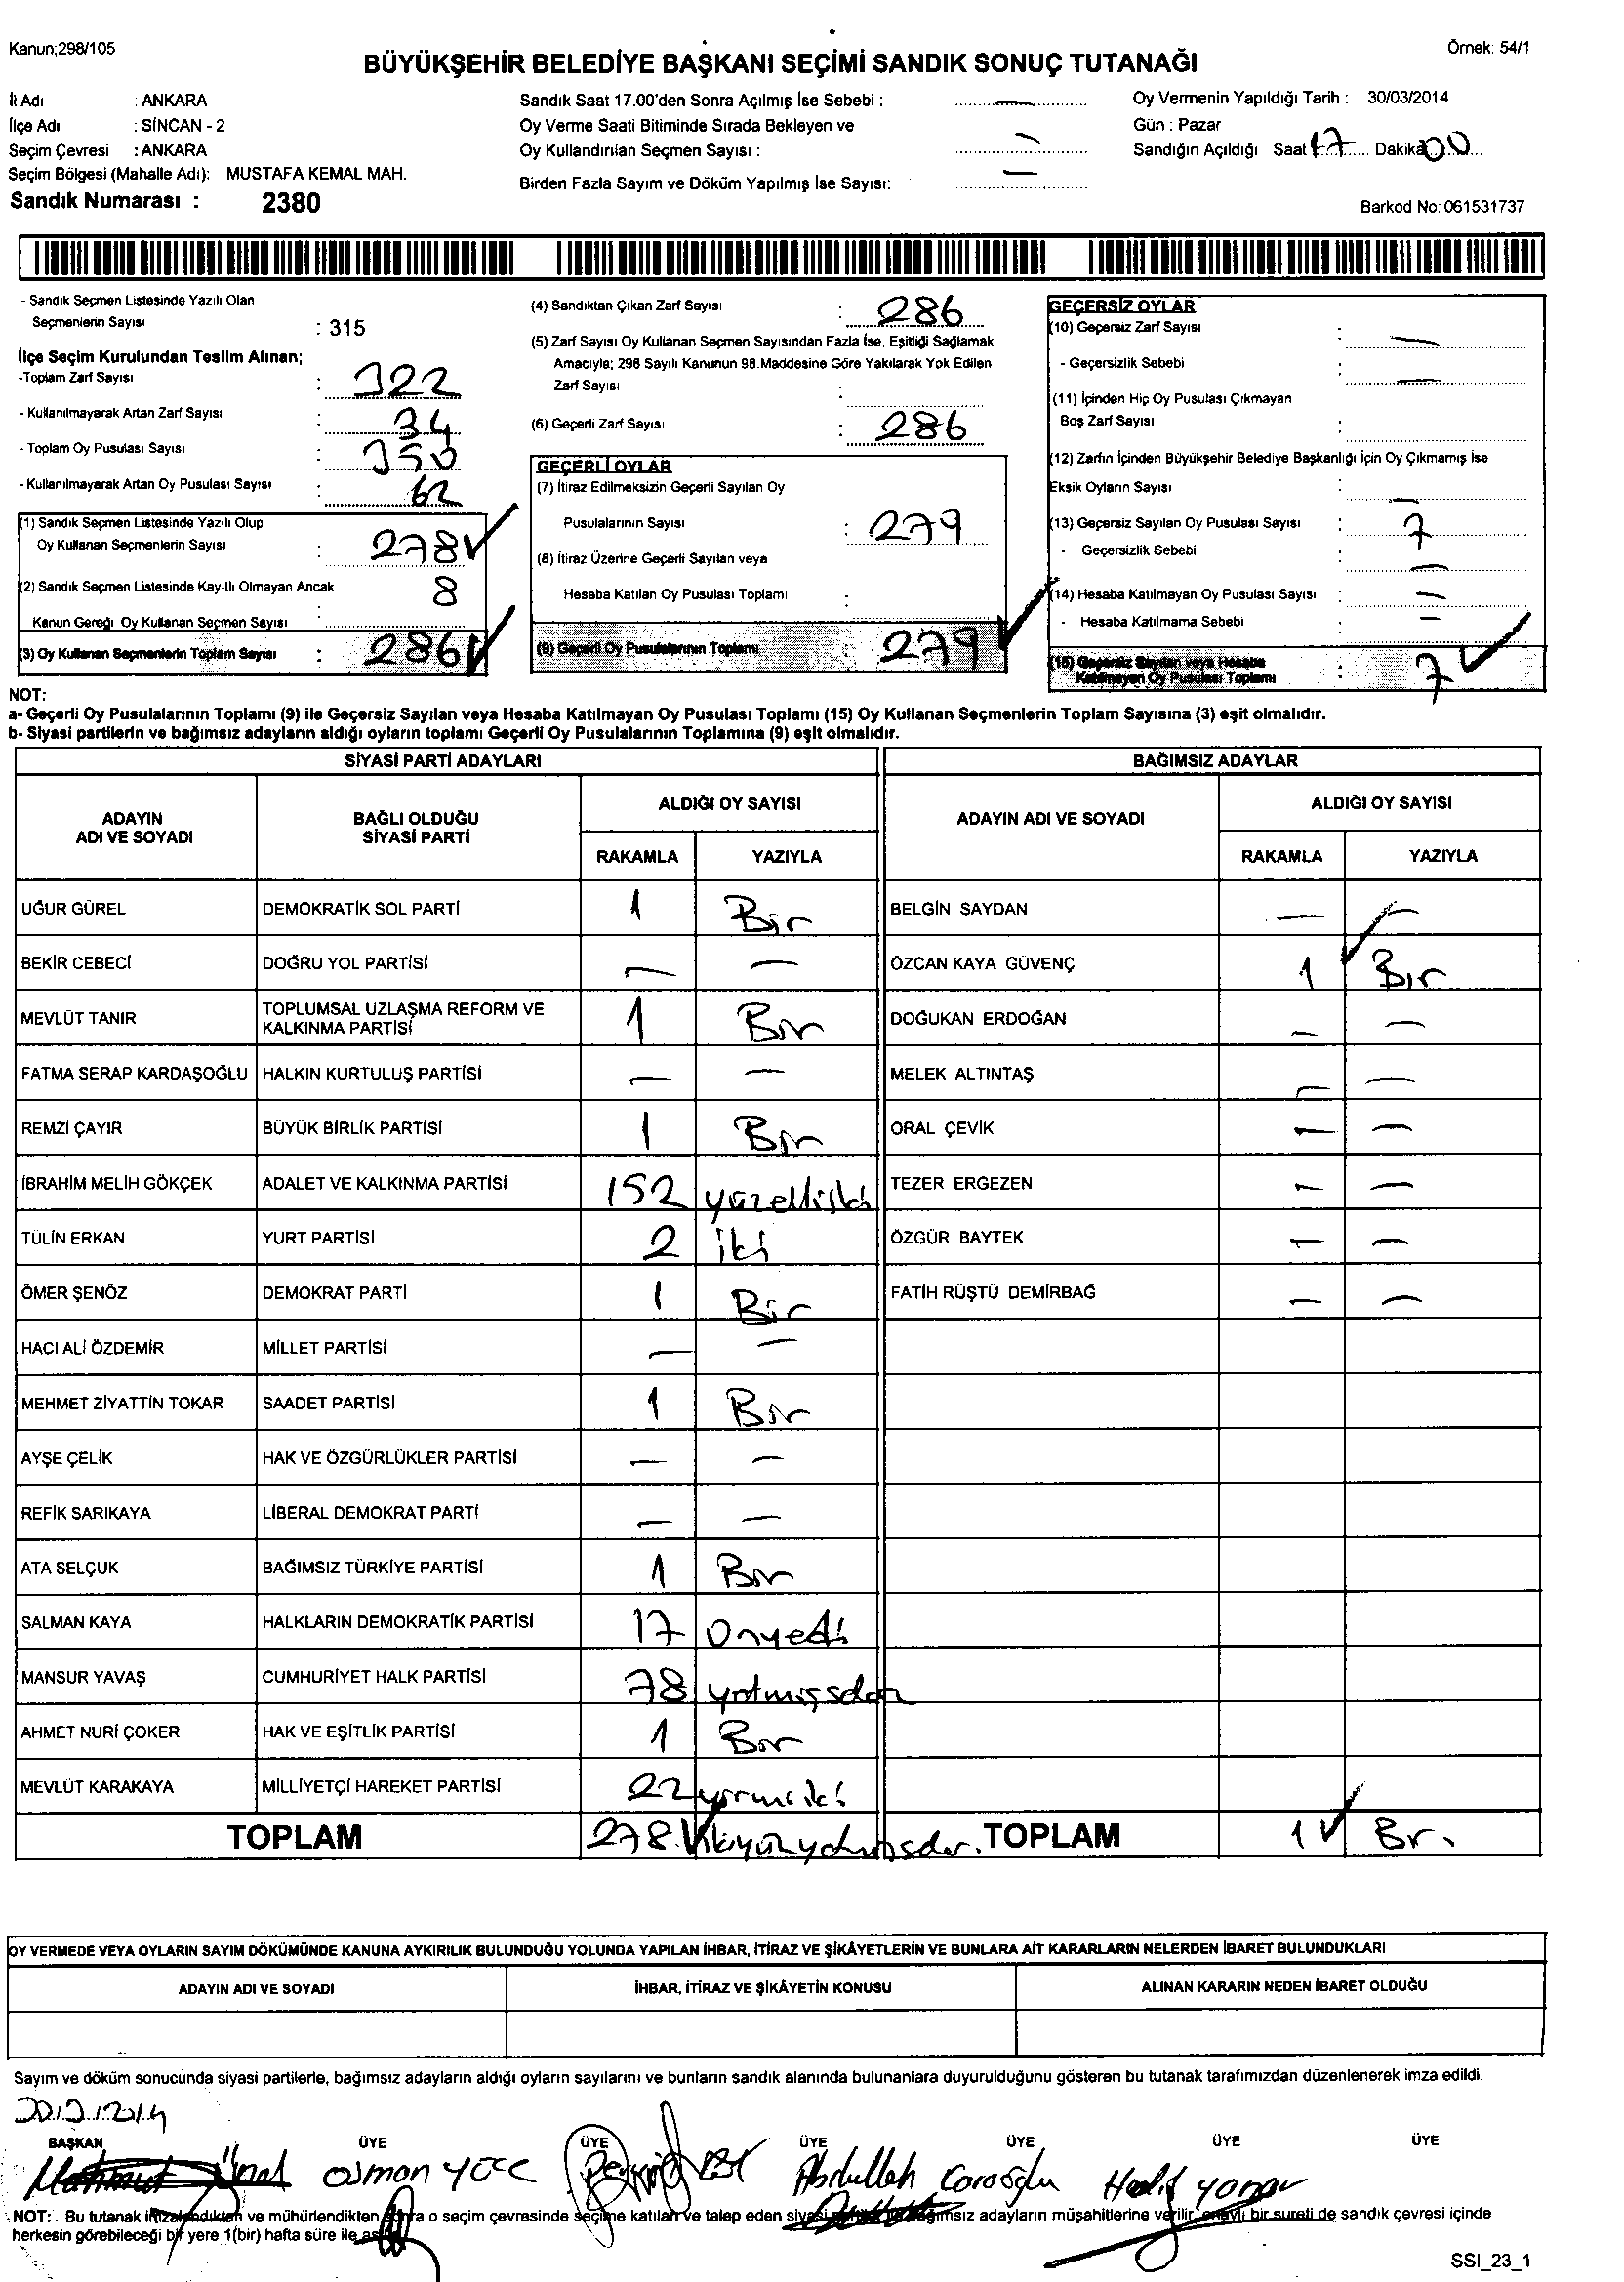 Kanun;298/105
Örnek: 54/1
BÜYÜKŞEHİR BELEDİYE BAŞKANI SEÇİMİ SANDIK SONUÇ TUTANAĞI
İl Adı : ANKARA
İlçe Adı : SİNCAN - 2
Seçim Çevresi : ANKARA
Seçim Bölgesi (Mahalle Adı): MUSTAFA KEMAL MAH.
Sandık Numarası : 2380
Sandık Saat 17.00'den Sonra Açılmış İse Sebebi : —
Oy Verme Saati Bitiminde Sırada Bekleyen ve
Oy Kullandırılan Seçmen Sayısı : —
Birden Fazla Sayım ve Döküm Yapılmış İse Sayısı: —
Oy Vermenin Yapıldığı Tarih : 30/03/2014
Gün : Pazar
Sandığın Açıldığı Saat 17 Dakika 00
Barkod No: 061531737
- Sandık Seçmen Listesinde Yazılı Olan
Seçmenlerin Sayısı : 315
İlçe Seçim Kurulundan Teslim Alınan;
-Toplam Zarf Sayısı : 322
- Kullanılmayarak Artan Zarf Sayısı : 34
- Toplam Oy Pusulası Sayısı : 350
- Kullanılmayarak Artan Oy Pusulası Sayısı : 62
(1) Sandık Seçmen Listesinde Yazılı Olup
Oy Kullanan Seçmenlerin Sayısı : 278
(2) Sandık Seçmen Listesinde Kayıtlı Olmayan Ancak
Kanun Gereği Oy Kullanan Seçmen Sayısı : 8
(3) Oy Kullanan Seçmenlerin Toplam Sayısı : 286
(4) Sandıktan Çıkan Zarf Sayısı : 286
(5) Zarf Sayısı Oy Kullanan Seçmen Sayısından Fazla İse, Eşitliği Sağlamak
Amacıyla; 298 Sayılı Kanunun 98.Maddesine Göre Yakılarak Yok Edilen
Zarf Sayısı :
(6) Geçerli Zarf Sayısı : 286
GEÇERLİ OYLAR
(7) İtiraz Edilmeksizin Geçerli Sayılan Oy
Pusulalarının Sayısı : 279
(8) İtiraz Üzerine Geçerli Sayılan veya
Hesaba Katılan Oy Pusulası Toplamı :
(9) Geçerli Oy Pusulalarının Toplamı 279
GEÇERSİZ OYLAR
(10) Geçersiz Zarf Sayısı : —
- Geçersizlik Sebebi : —
(11) İçinden Hiç Oy Pusulası Çıkmayan
Boş Zarf Sayısı :
(12) Zarfın İçinden Büyükşehir Belediye Başkanlığı İçin Oy Çıkmamış İse
Eksik Oyların Sayısı : —
(13) Geçersiz Sayılan Oy Pusulası Sayısı : 7
- Geçersizlik Sebebi : —
(14) Hesaba Katılmayan Oy Pusulası Sayısı : —
- Hesaba Katılmama Sebebi : —
(15) Geçersiz Sayılan veya Hesaba
Katılmayan Oy Pusulası Toplamı : 7
NOT:
a- Geçerli Oy Pusulalarının Toplamı (9) ile Geçersiz Sayılan veya Hesaba Katılmayan Oy Pusulası Toplamı (15) Oy Kullanan Seçmenlerin Toplam Sayısına (3) eşit olmalıdır.
b- Siyasi partilerin ve bağımsız adayların aldığı oyların toplamı Geçerli Oy Pusulalarının Toplamına (9) eşit olmalıdır.
SİYASİ PARTİ ADAYLARI
ADAYIN ADI VE SOYADI BAĞLI OLDUĞU SİYASİ PARTİ ALDIĞI OY SAYISI
RAKAMLA YAZIYLA
UĞUR GÜREL DEMOKRATİK SOL PARTİ 1 Bir
BEKİR CEBECİ DOĞRU YOL PARTİSİ — —
MEVLÜT TANIR TOPLUMSAL UZLAŞMA REFORM VE KALKINMA PARTİSİ 1 Bir
FATMA SERAP KARDAŞOĞLU HALKIN KURTULUŞ PARTİSİ — —
REMZİ ÇAYIR BÜYÜK BİRLİK PARTİSİ 1 Bir
İBRAHİM MELİH GÖKÇEK ADALET VE KALKINMA PARTİSİ 152 yüzelliiki
TÜLİN ERKAN YURT PARTİSİ 2 iki
ÖMER ŞENÖZ DEMOKRAT PARTİ 1 Bir
HACI ALİ ÖZDEMİR MİLLET PARTİSİ — —
MEHMET ZİYATTİN TOKAR SAADET PARTİSİ 1 Bir
AYŞE ÇELİK HAK VE ÖZGÜRLÜKLER PARTİSİ — —
REFİK SARIKAYA LİBERAL DEMOKRAT PARTİ — —
ATA SELÇUK BAĞIMSIZ TÜRKİYE PARTİSİ 1 Bir
SALMAN KAYA HALKLARIN DEMOKRATİK PARTİSİ 17 Onyedi
MANSUR YAVAŞ CUMHURİYET HALK PARTİSİ 78 yetmişsekiz
AHMET NURİ ÇOKER HAK VE EŞİTLİK PARTİSİ 1 Bir
MEVLÜT KARAKAYA MİLLİYETÇİ HAREKET PARTİSİ 22 yirmiiki
TOPLAM 278
BAĞIMSIZ ADAYLAR
ADAYIN ADI VE SOYADI ALDIĞI OY SAYISI
RAKAMLA YAZIYLA
BELGİN SAYDAN — —
ÖZCAN KAYA GÜVENÇ 1 Bir
DOĞUKAN ERDOĞAN — —
MELEK ALTINTAŞ — —
ORAL ÇEVİK — —
TEZER ERGEZEN — —
ÖZGÜR BAYTEK — —
FATİH RÜŞTÜ DEMİRBAĞ — —
TOPLAM 1 Bir
OY VERMEDE VEYA OYLARIN SAYIM DÖKÜMÜNDE KANUNA AYKIRILIK BULUNDUĞU YOLUNDA YAPILAN İHBAR, İTİRAZ VE ŞİKÂYETLERİN VE BUNLARA AİT KARARLARIN NELERDEN İBARET BULUNDUKLARI
ADAYIN ADI VE SOYADI İHBAR, İTİRAZ VE ŞİKÂYETİN KONUSU ALINAN KARARIN NEDEN İBARET OLDUĞU
Sayım ve döküm sonucunda siyasi partilerle, bağımsız adayların aldığı oyların sayılarını ve bunların sandık alanında bulunanlara duyurulduğunu gösteren bu tutanak tarafımızdan düzenlenerek imza edildi.
BAŞKAN ÜYE ÜYE ÜYE ÜYE ÜYE ÜYE
Mahmut Ünal Osman Abdullah Karaoğlu
NOT: . Bu tutanak imzalandıktan ve mühürlendikten sonra o seçim çevresinde seçime katılan ve talep eden siyasi bağımsız adayların müşahitlerine verilir, onaylı bir sureti de sandık çevresi içinde
herkesin görebileceği bir yere 1(bir) hafta süre ile
SSI_23_1